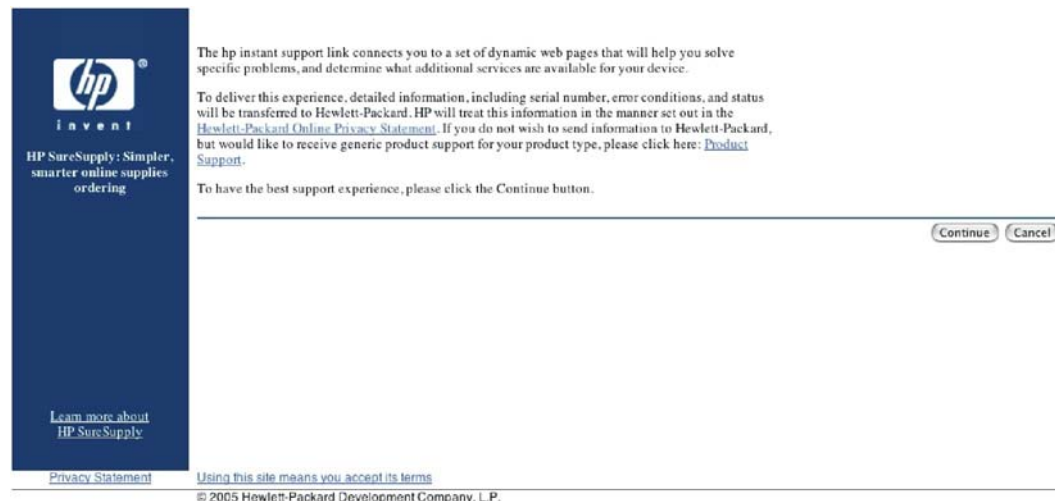 hp
®
invent
HP SureSupply: Simpler,
smarter online supplies
ordering
Learn more about
HP SureSupply
The hp instant support link connects you to a set of dynamic web pages that will help you solve
specific problems, and determine what additional services are available for your device.
To deliver this experience, detailed information, including serial number, error conditions, and status
will be transferred to Hewlett-Packard. HP will treat this information in the manner set out in the
Hewlett-Packard Online Privacy Statement. If you do not wish to send information to Hewlett-Packard,
but would like to receive generic product support for your product type, please click here: Product
Support.
To have the best support experience, please click the Continue button.
Continue Cancel
Privacy Statement Using this site means you accept its terms
© 2005 Hewlett-Packard Development Company, L.P.